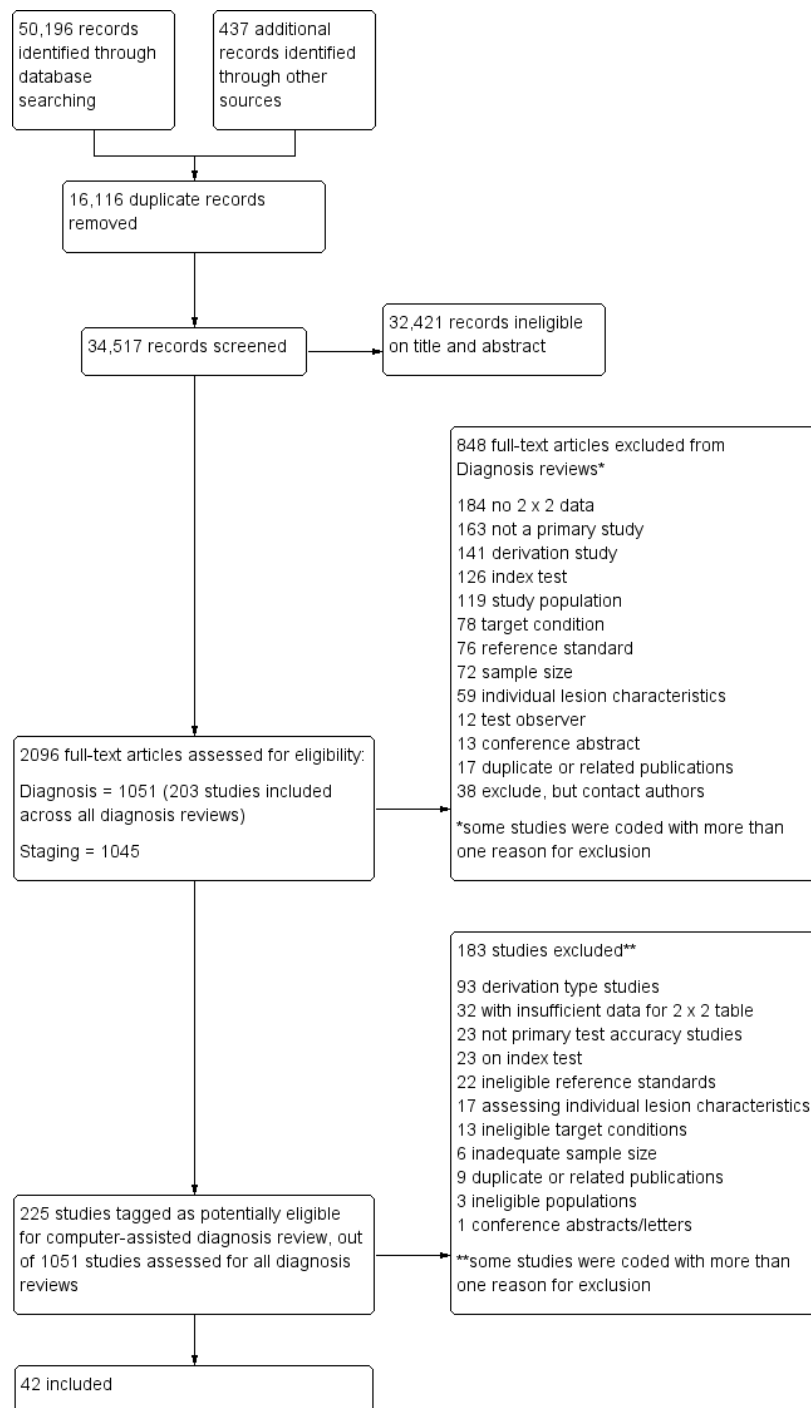 50,196 records
identified through
database
searching
437 additional
records identified
through other
sources
16,116 duplicate records
removed
34,517 records screened
32,421 records ineligible
on title and abstract
848 full-text articles excluded from
Diagnosis reviews*
184 no 2 x 2 data
163 not a primary study
141 derivation study
126 index test
119 study population
78 target condition
76 reference standard
72 sample size
59 individual lesion characteristics
12 test observer
13 conference abstract
17 duplicate or related publications
38 exclude, but contact authors
*some studies were coded with more than
one reason for exclusion
2096 full-text articles assessed for eligibility:
Diagnosis = 1051 (203 studies included
across all diagnosis reviews)
Staging = 1045
183 studies excluded**
93 derivation type studies
32 with insufficient data for 2 x 2 table
23 not primary test accuracy studies
23 on index test
22 ineligible reference standards
17 assessing individual lesion characteristics
13 ineligible target conditions
6 inadequate sample size
9 duplicate or related publications
3 ineligible populations
1 conference abstracts/letters
**some studies were coded with more than
one reason for exclusion
225 studies tagged as potentially eligible
for computer-assisted diagnosis review, out
of 1051 studies assessed for all diagnosis
reviews
42 included